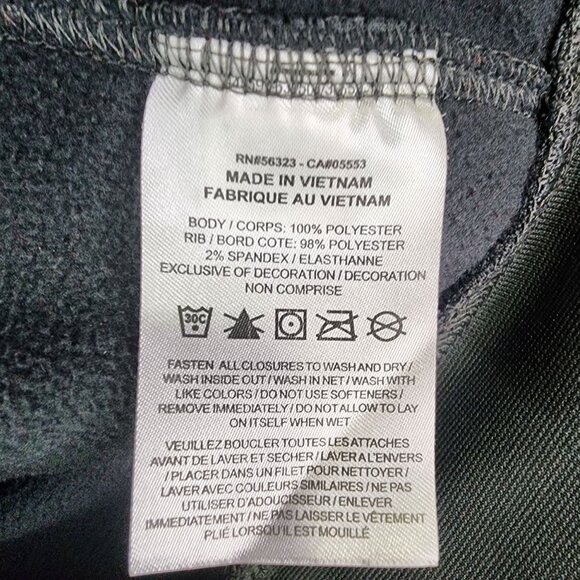 RN#56323 - CA#05553
MADE IN VIETNAM
FABRIQUE AU VIETNAM
BODY / CORPS: 100% POLYESTER
RIB / BORD COTE: 98% POLYESTER
2% SPANDEX / ELASTHANNE
EXCLUSIVE OF DECORATION / DECORATION
NON COMPRISE
30C
FASTEN ALL CLOSURES TO WASH AND DRY /
WASH INSIDE OUT / WASH IN NET / WASH WITH
LIKE COLORS / DO NOT USE SOFTENERS /
REMOVE IMMEDIATELY / DO NOT ALLOW TO LAY
ON ITSELF WHEN WET
VEUILLEZ BOUCLER TOUTES LES ATTACHES
AVANT DE LAVER ET SECHER / LAVER A L'ENVERS
/ PLACER DANS UN FILET POUR NETTOYER /
LAVER AVEC COULEURS SIMILAIRES / NE PAS
UTILISER D'ADOUCISSEUR / ENLEVER
IMMÉDIATEMENT / NE PAS LAISSER LE VÊTEMENT
PLIÉ LORSQU'IL EST MOUILLÉ